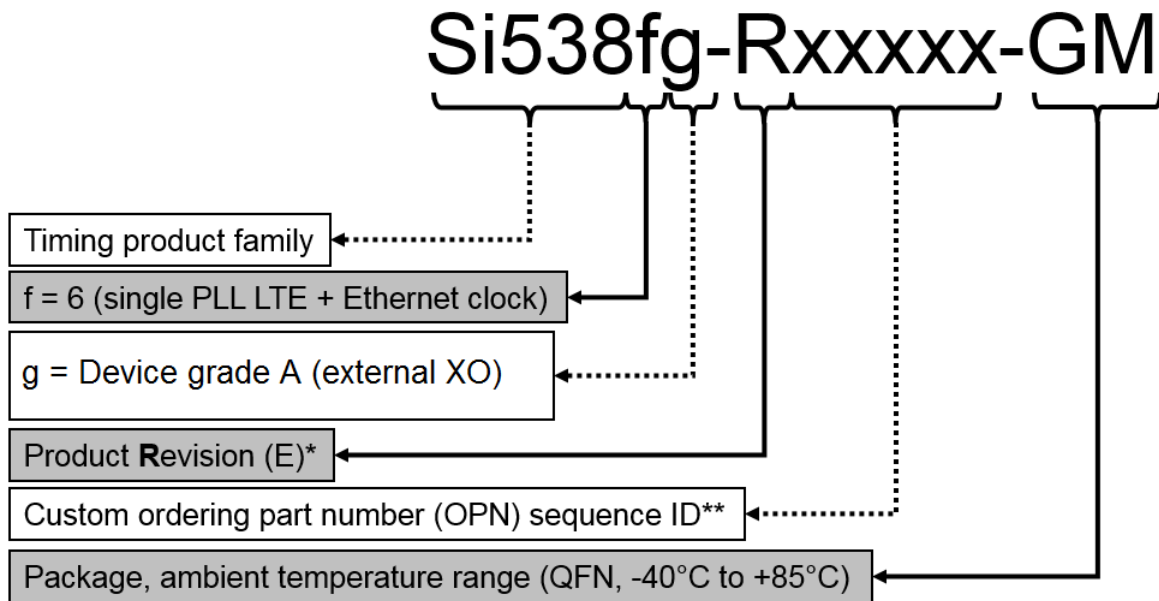 Si538fg-Rxxxxx-GM
Timing product family
f = 6 (single PLL LTE + Ethernet clock)
g = Device grade A (external XO)
Product Revision (E)*
Custom ordering part number (OPN) sequence ID**
Package, ambient temperature range (QFN, -40°C to +85°C)